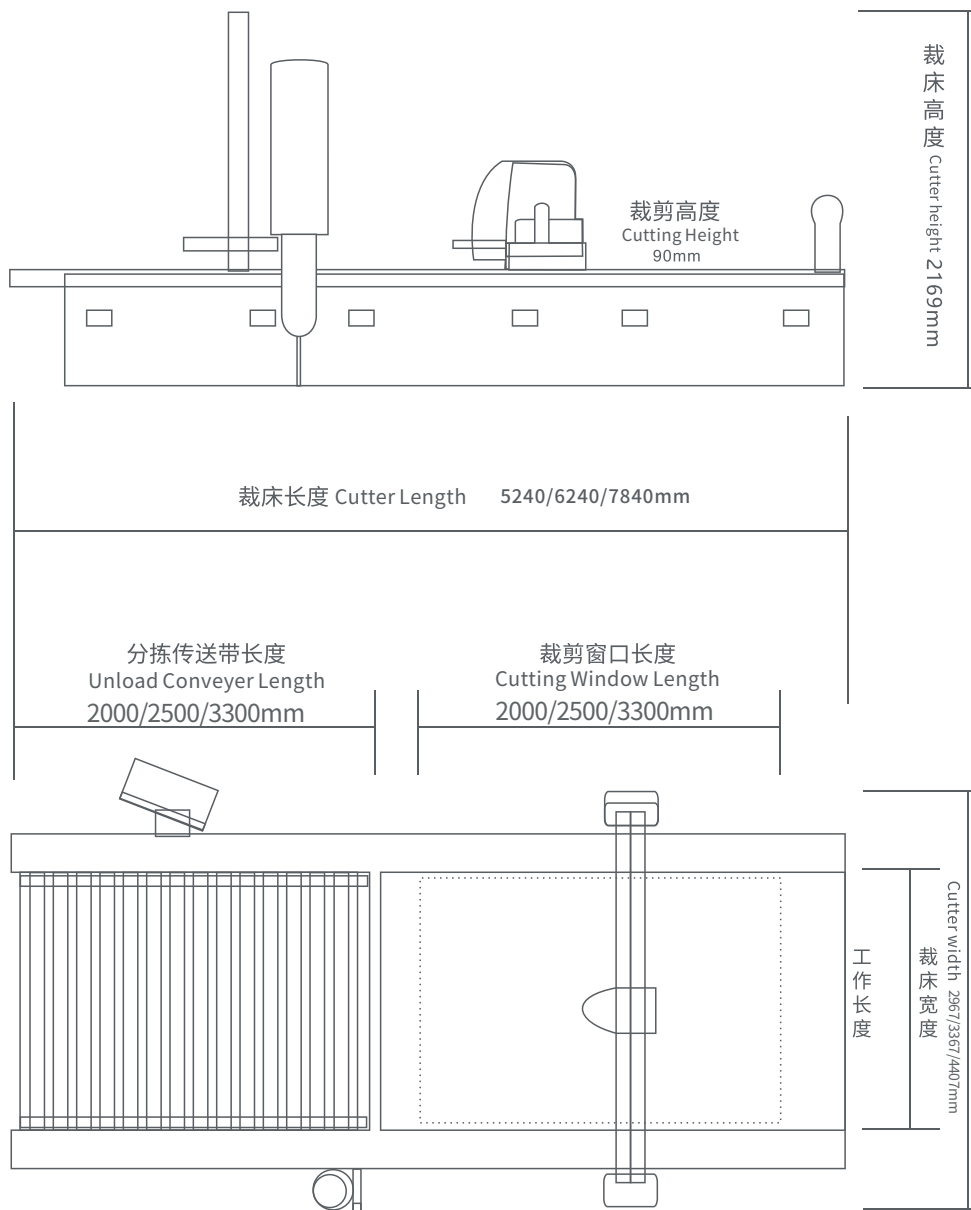 裁床高度 Cutter height 2169mm
裁剪高度
Cutting Height
90mm
裁床长度 Cutter Length 5240/6240/7840mm
分拣传送带长度
Unload Conveyer Length
2000/2500/3300mm
裁剪窗口长度
Cutting Window Length
2000/2500/3300mm
工作长度
裁床宽度
Cutter width 2967/3367/4407mm